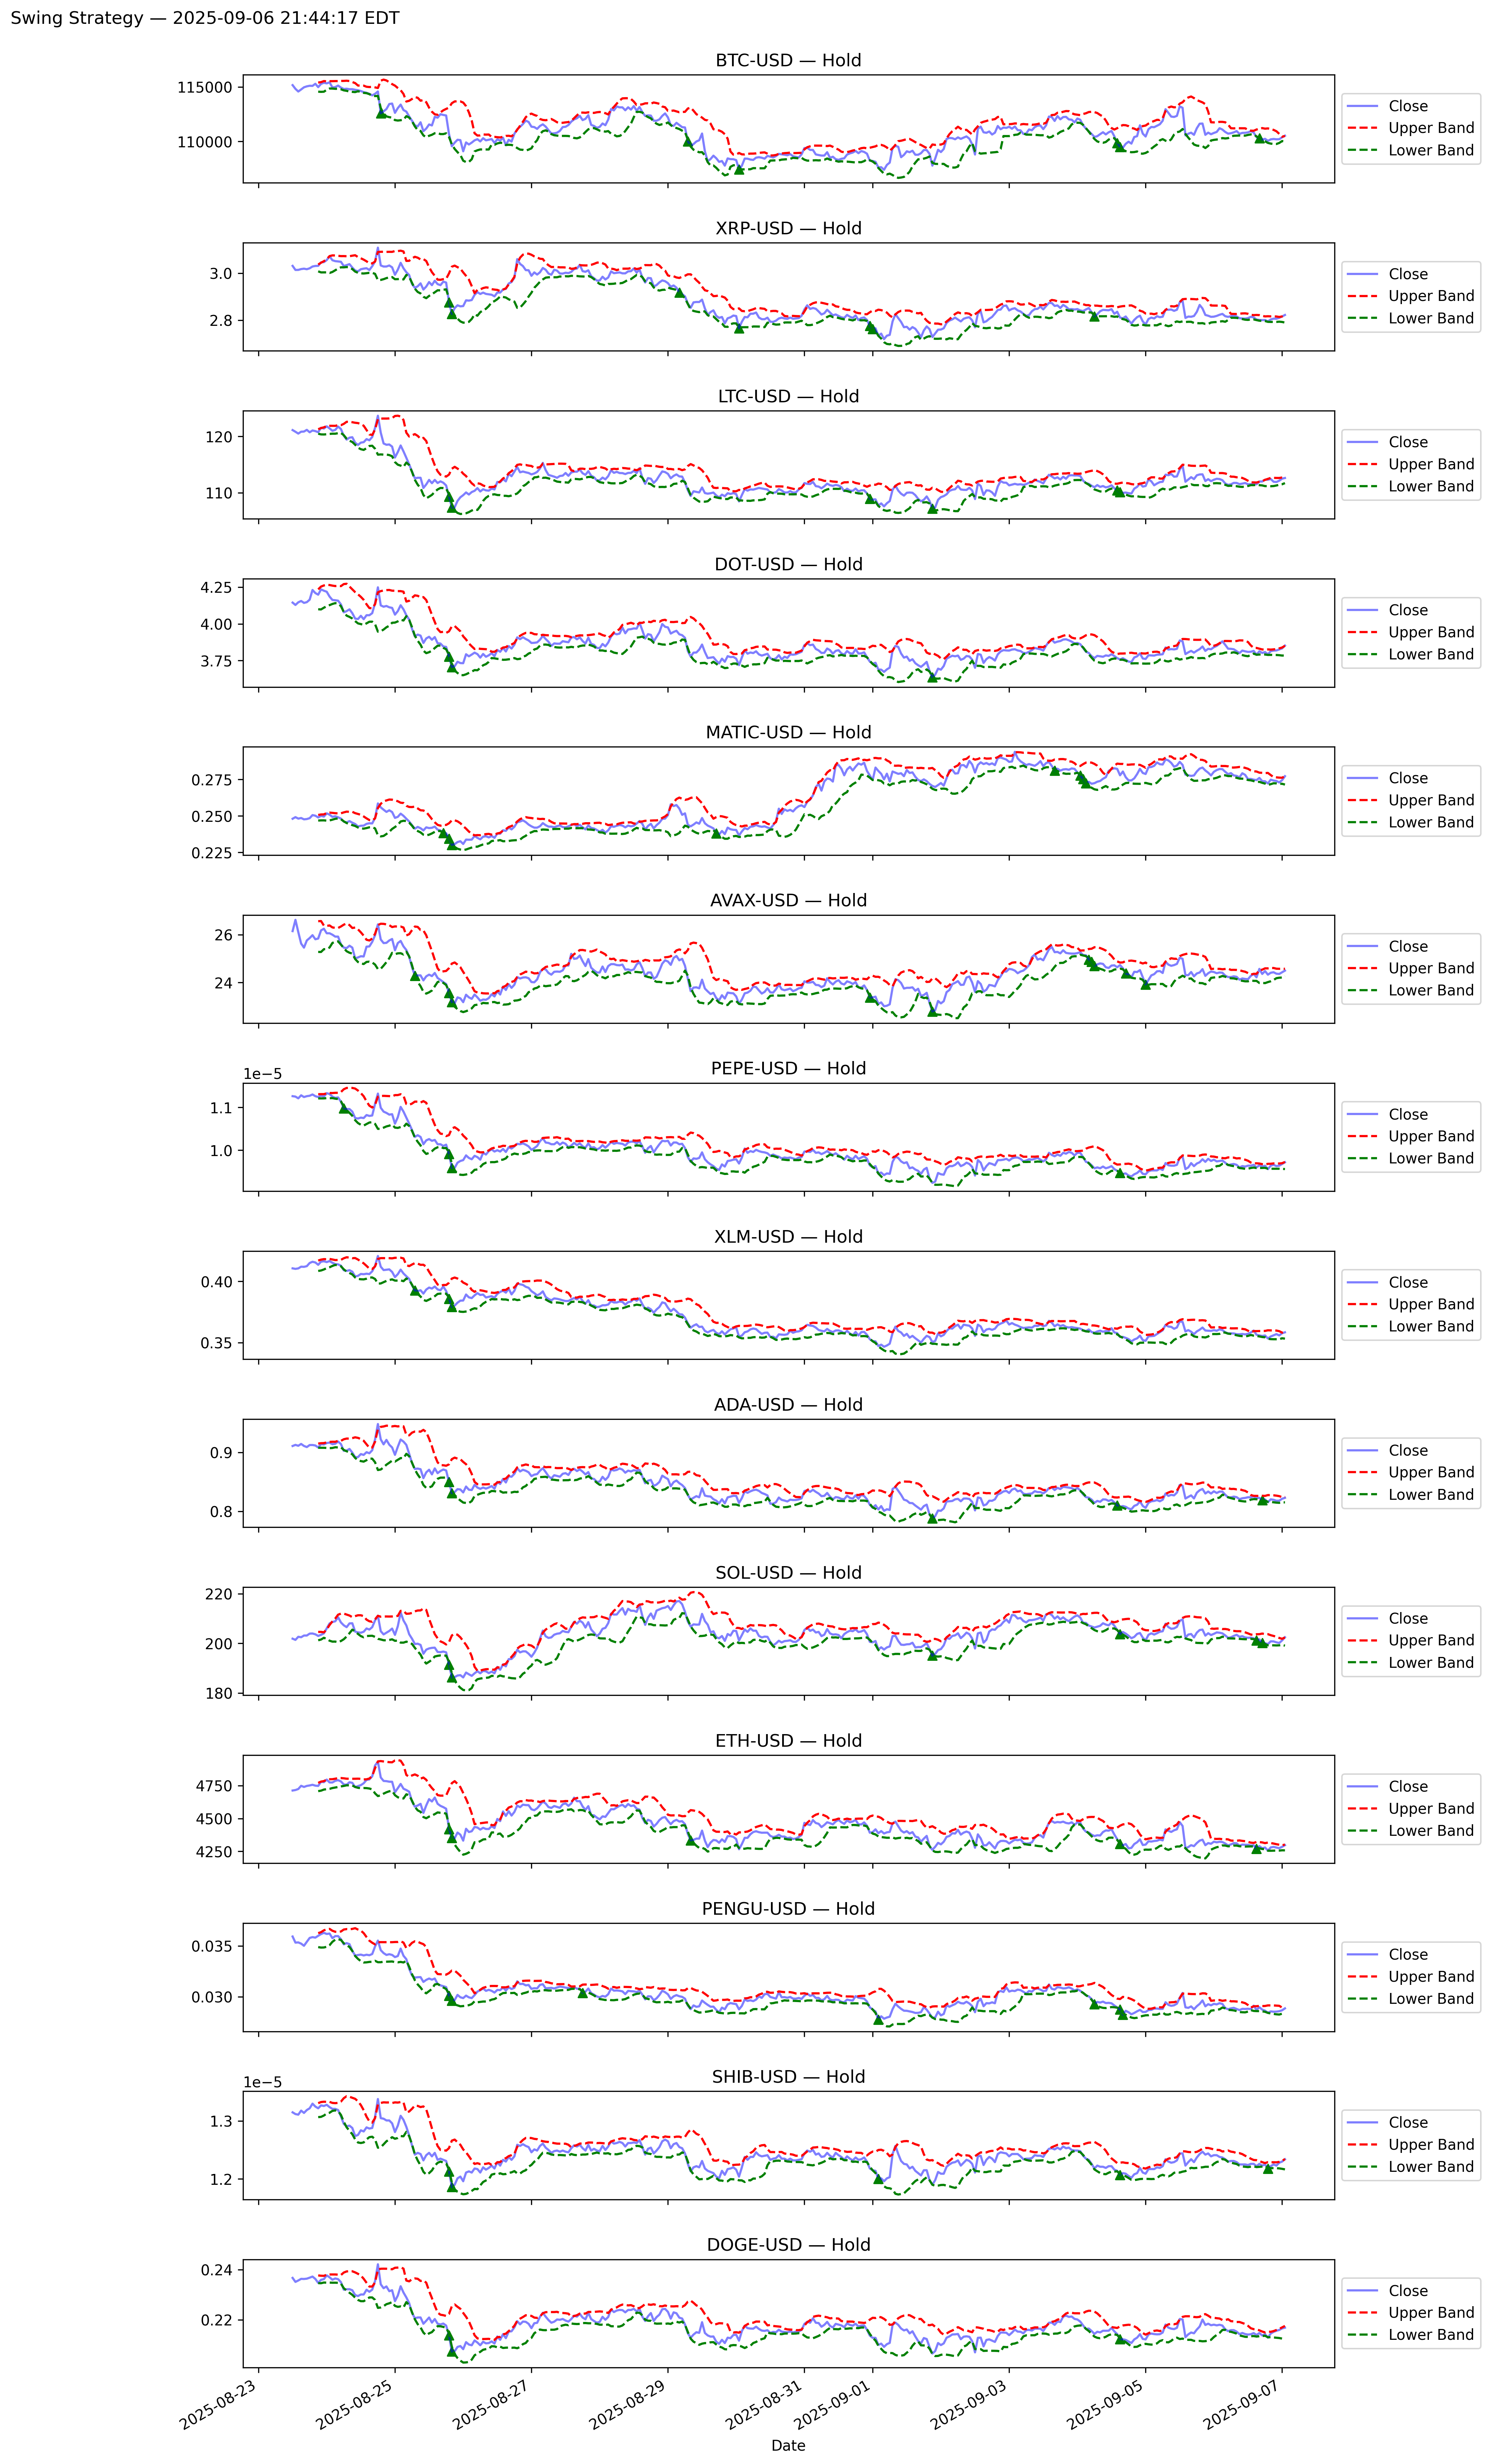 Swing Strategy — 2025-09-06 21:44:17 EDT
BTC-USD — Hold
115000
110000
Close
Upper Band
Lower Band
XRP-USD — Hold
3.0
2.8
Close
Upper Band
Lower Band
LTC-USD — Hold
120
110
Close
Upper Band
Lower Band
DOT-USD — Hold
4.25
4.00
3.75
Close
Upper Band
Lower Band
MATIC-USD — Hold
0.275
0.250
0.225
Close
Upper Band
Lower Band
AVAX-USD — Hold
26
24
Close
Upper Band
Lower Band
PEPE-USD — Hold
1e−5
1.1
1.0
Close
Upper Band
Lower Band
XLM-USD — Hold
0.40
0.35
Close
Upper Band
Lower Band
ADA-USD — Hold
0.9
0.8
Close
Upper Band
Lower Band
SOL-USD — Hold
220
200
180
Close
Upper Band
Lower Band
ETH-USD — Hold
4750
4500
4250
Close
Upper Band
Lower Band
PENGU-USD — Hold
0.035
0.030
Close
Upper Band
Lower Band
SHIB-USD — Hold
1e−5
1.3
1.2
Close
Upper Band
Lower Band
DOGE-USD — Hold
0.24
0.22
Close
Upper Band
Lower Band
2025-08-23
2025-08-25
2025-08-27
2025-08-29
2025-08-31
2025-09-01
2025-09-03
2025-09-05
2025-09-07
Date